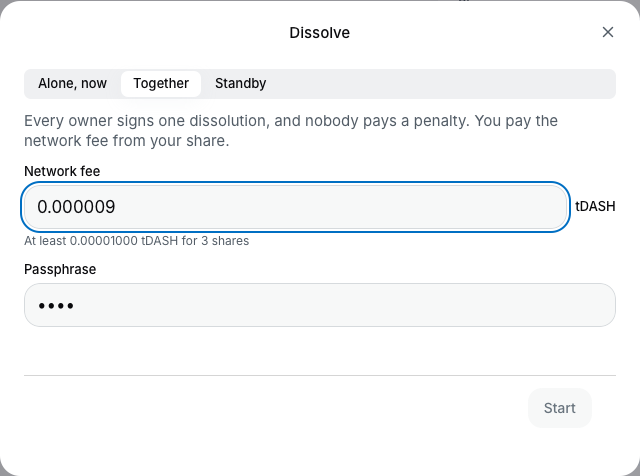 Dissolve
Alone, now
Together
Standby
Every owner signs one dissolution, and nobody pays a penalty. You pay the
network fee from your share.
Network fee
0.000009
tDASH
At least 0.00001000 tDASH for 3 shares
Passphrase
••••
Start